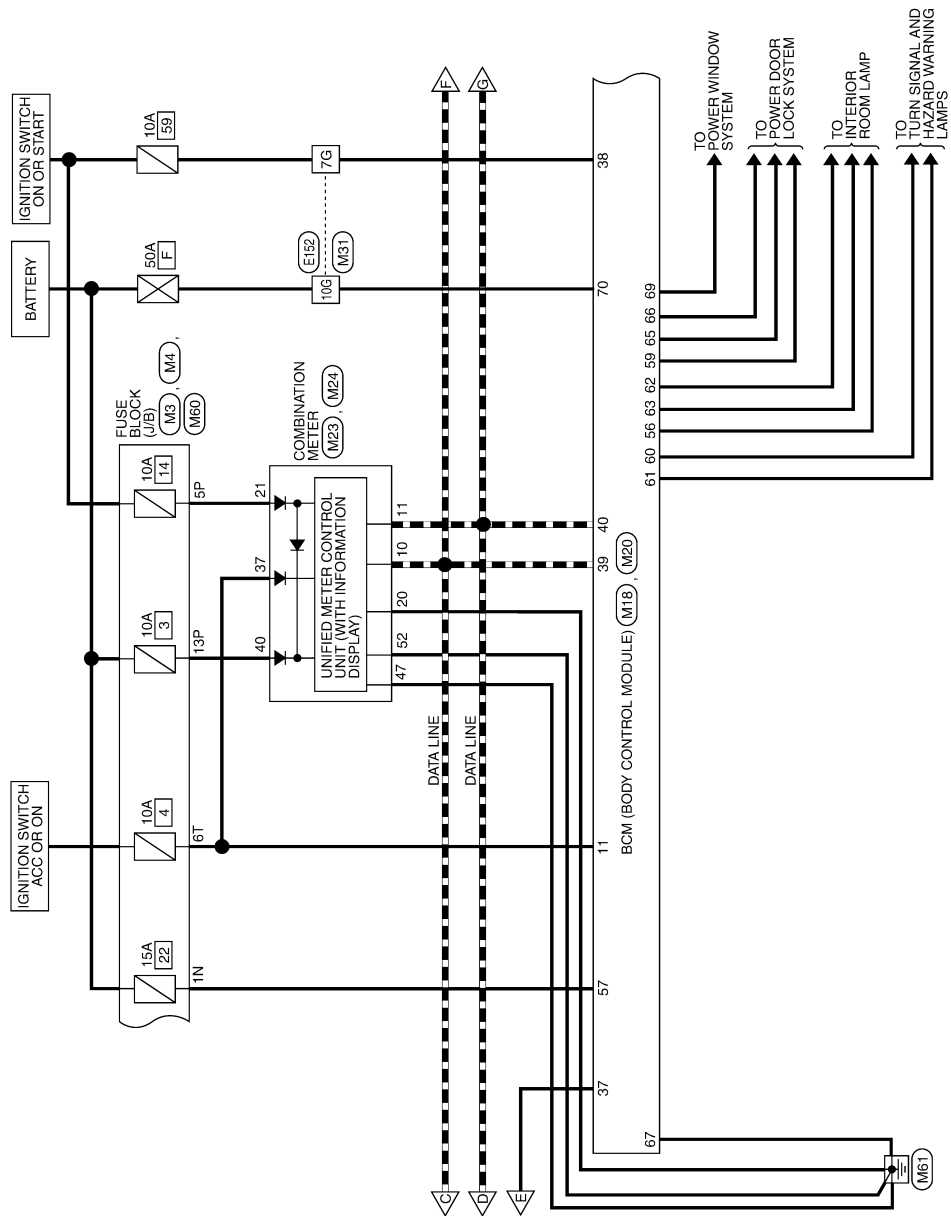 IGNITION SWITCH
ACC OR ON
BATTERY
IGNITION SWITCH
ON OR START
15A
22
10A
4
10A
3
10A
14
FUSE
BLOCK
(J/B)
M3 , M4 ,
M60
50A
F
10A
59
1N
6T
13P
5P
E152
M31
10G
7G
COMBINATION
METER
M23 , M24
40
37
21
UNIFIED METER CONTROL
UNIT (WITH INFORMATION
DISPLAY)
47
52
20
10
11
C
DATA LINE
F
D
DATA LINE
G
E
37
57
11
39
40
70
38
BCM (BODY CONTROL MODULE) M18 , M20
67
61
60
56
63
62
59
65
66
69
M61
TO
POWER WINDOW
SYSTEM
TO
POWER DOOR
LOCK SYSTEM
TO
INTERIOR
ROOM LAMP
TO
TURN SIGNAL AND
HAZARD WARNING
LAMPS